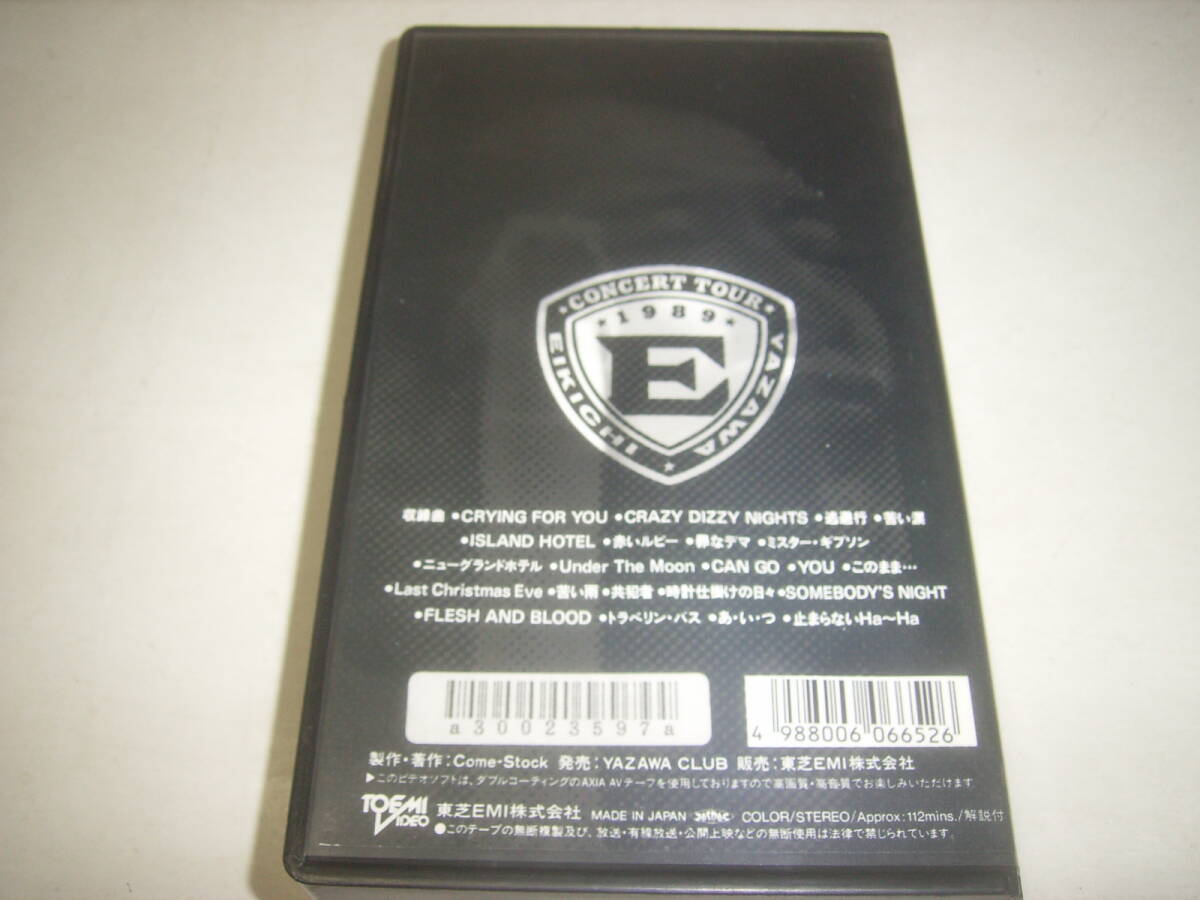 ★CONCERT TOUR★
★1989★
E
EIKICHI ★ YAZAWA
収録曲 •CRYING FOR YOU •CRAZY DIZZY NIGHTS •逃避行 •苦い涙
•ISLAND HOTEL •赤いルビー •罪なデマ •ミスター・ギブソン
•ニューグランドホテル •Under The Moon •CAN GO •YOU •このまま…
•Last Christmas Eve •苦い雨 •共犯者 •時計仕掛けの日々 •SOMEBODY'S NIGHT
•FLESH AND BLOOD •トラベリン・バス •あ・い・つ •止まらないHa〜Ha
a30023597a
4 988006 066526
製作・著作：Come-Stock 発売：YAZAWA CLUB 販売：東芝EMI株式会社
▶このビデオソフトは、ダブルコーティングのAXIA AVテープを使用しておりますので高画質・高音質でお楽しみいただけます
TOEMI VIDEO 東芝EMI株式会社 MADE IN JAPAN COLOR/STEREO/Approx:112mins./解説付
●このテープの無断複製及び、放送・有線放送・公開上映などの無断使用は法律で禁じられています。